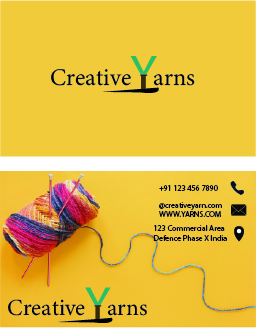 Creative Yarns
+91 123 456 7890
@creativeyarn.com
WWW.YARNS.COM
123 Commercial Area
Defence Phase X India
Creative Yarns